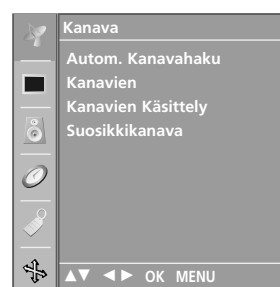 Kanava
Autom. Kanavahaku
Kanavien
Kanavien Käsittely
Suosikkikanava
▲▼ ◄► OK MENU